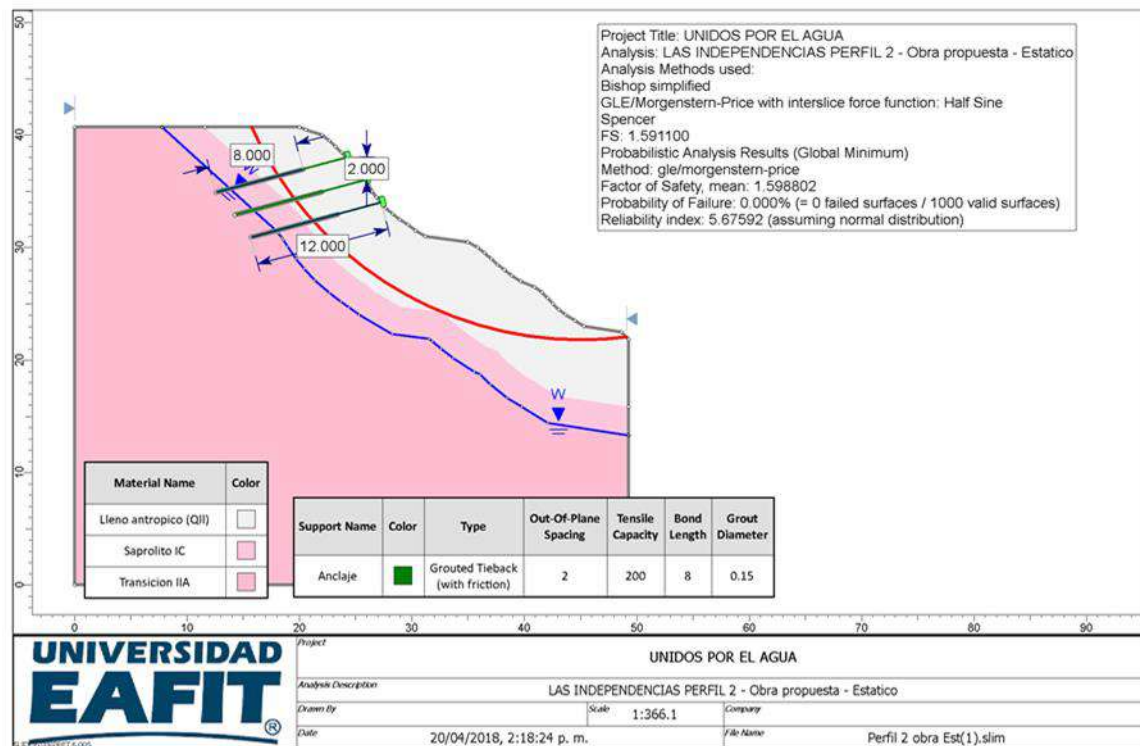 Project Title: UNIDOS POR EL AGUA
Analysis: LAS INDEPENDENCIAS PERFIL 2 - Obra propuesta - Estatico
Analysis Methods used:
Bishop simplified
GLE/Morgenstern-Price with interslice force function: Half Sine
Spencer
FS: 1.591100
Probabilistic Analysis Results (Global Minimum)
Method: gle/morgenstern-price
Factor of Safety, mean: 1.598802
Probability of Failure: 0.000% (= 0 failed surfaces / 1000 valid surfaces)
Reliability index: 5.67592 (assuming normal distribution)
50
40
30
20
10
0
8.000
2.000
12.000
W
W
Material Name Color
Lleno antropico (Qll)
Saprolito IC
Transicion IIA
Support Name Color Type Out-Of-Plane Spacing Tensile Capacity Bond Length Grout Diameter
Anclaje Grouted Tieback (with friction) 2 200 8 0.15
0 10 20 30 40 50 60 70 80 90
UNIVERSIDAD
EAFIT
®
Project
UNIDOS POR EL AGUA
Analysis Description
LAS INDEPENDENCIAS PERFIL 2 - Obra propuesta - Estatico
Drawn By
Scale 1:366.1
Company
Date 20/04/2018, 2:18:24 p. m.
File Name Perfil 2 obra Est(1).slim